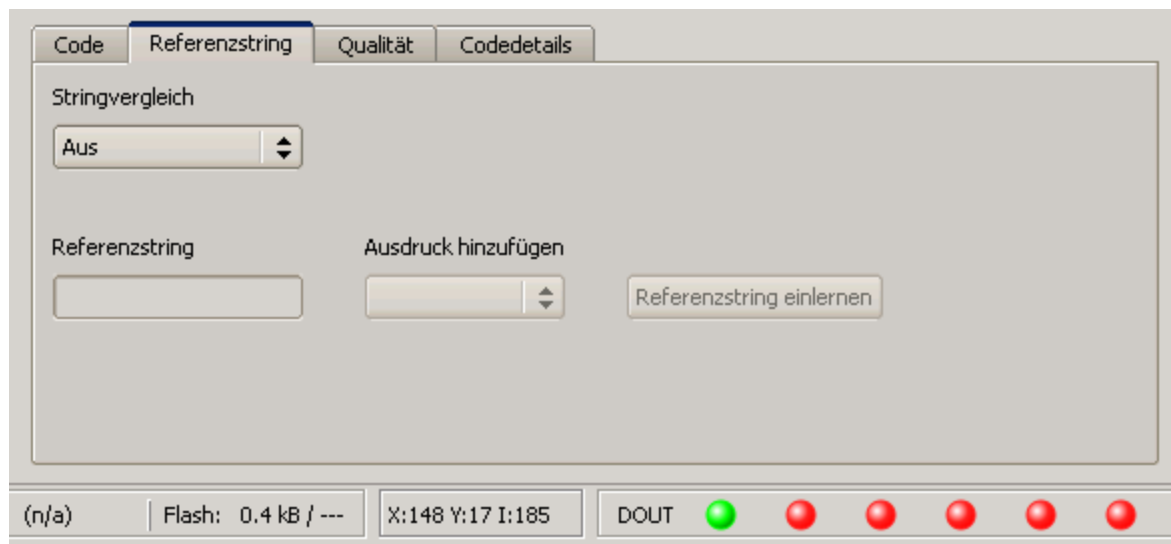 Code Referenzstring Qualität Codedetails
Stringvergleich
Aus
Referenzstring Ausdruck hinzufügen
Referenzstring einlernen
(n/a) Flash: 0.4 kB / --- X:148 Y:17 I:185 DOUT